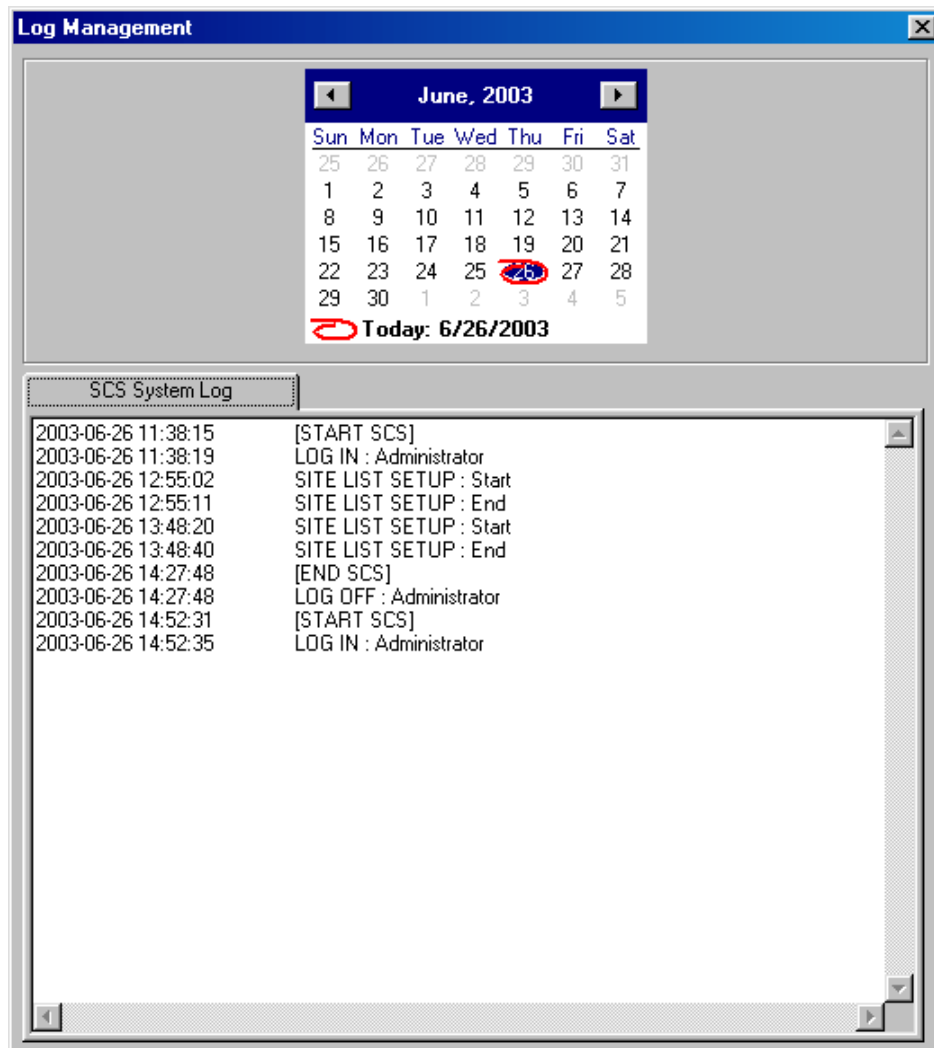 Log Management
June, 2003
Sun Mon Tue Wed Thu Fri Sat
25 26 27 28 29 30 31
1 2 3 4 5 6 7
8 9 10 11 12 13 14
15 16 17 18 19 20 21
22 23 24 25 26 27 28
29 30 1 2 3 4 5
Today: 6/26/2003
SCS System Log
2003-06-26 11:38:15 [START SCS]
2003-06-26 11:38:19 LOG IN : Administrator
2003-06-26 12:55:02 SITE LIST SETUP : Start
2003-06-26 12:55:11 SITE LIST SETUP : End
2003-06-26 13:48:20 SITE LIST SETUP : Start
2003-06-26 13:48:40 SITE LIST SETUP : End
2003-06-26 14:27:48 [END SCS]
2003-06-26 14:27:48 LOG OFF : Administrator
2003-06-26 14:52:31 [START SCS]
2003-06-26 14:52:35 LOG IN : Administrator